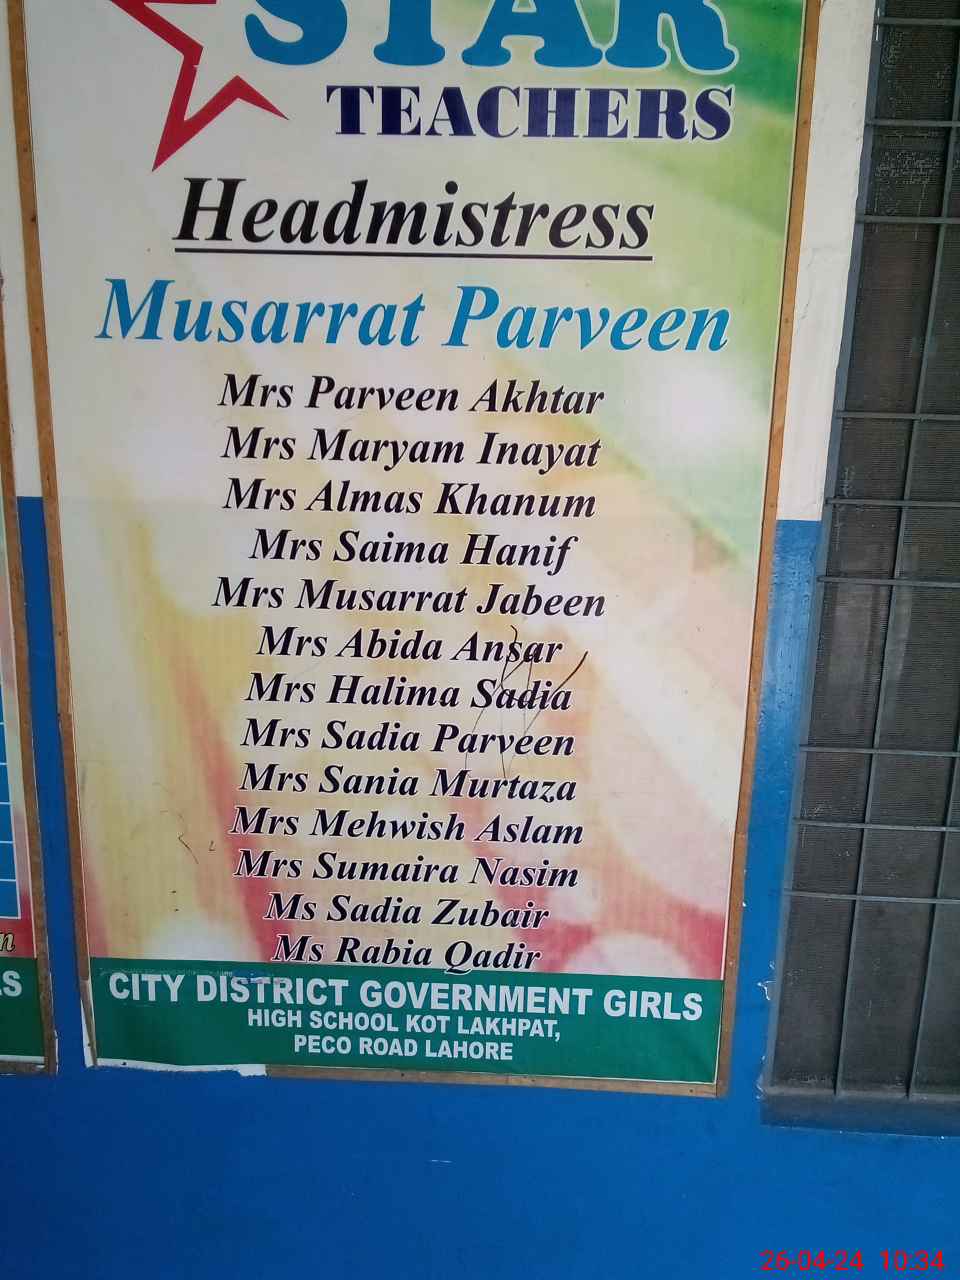 STAR
TEACHERS
Headmistress
Musarrat Parveen
Mrs Parveen Akhtar
Mrs Maryam Inayat
Mrs Almas Khanum
Mrs Saima Hanif
Mrs Musarrat Jabeen
Mrs Abida Ansar
Mrs Halima Sadia
Mrs Sadia Parveen
Mrs Sania Murtaza
Mrs Mehwish Aslam
Mrs Sumaira Nasim
Ms Sadia Zubair
Ms Rabia Qadir
CITY DISTRICT GOVERNMENT GIRLS
HIGH SCHOOL KOT LAKHPAT,
PECO ROAD LAHORE
26-04-24 10:34